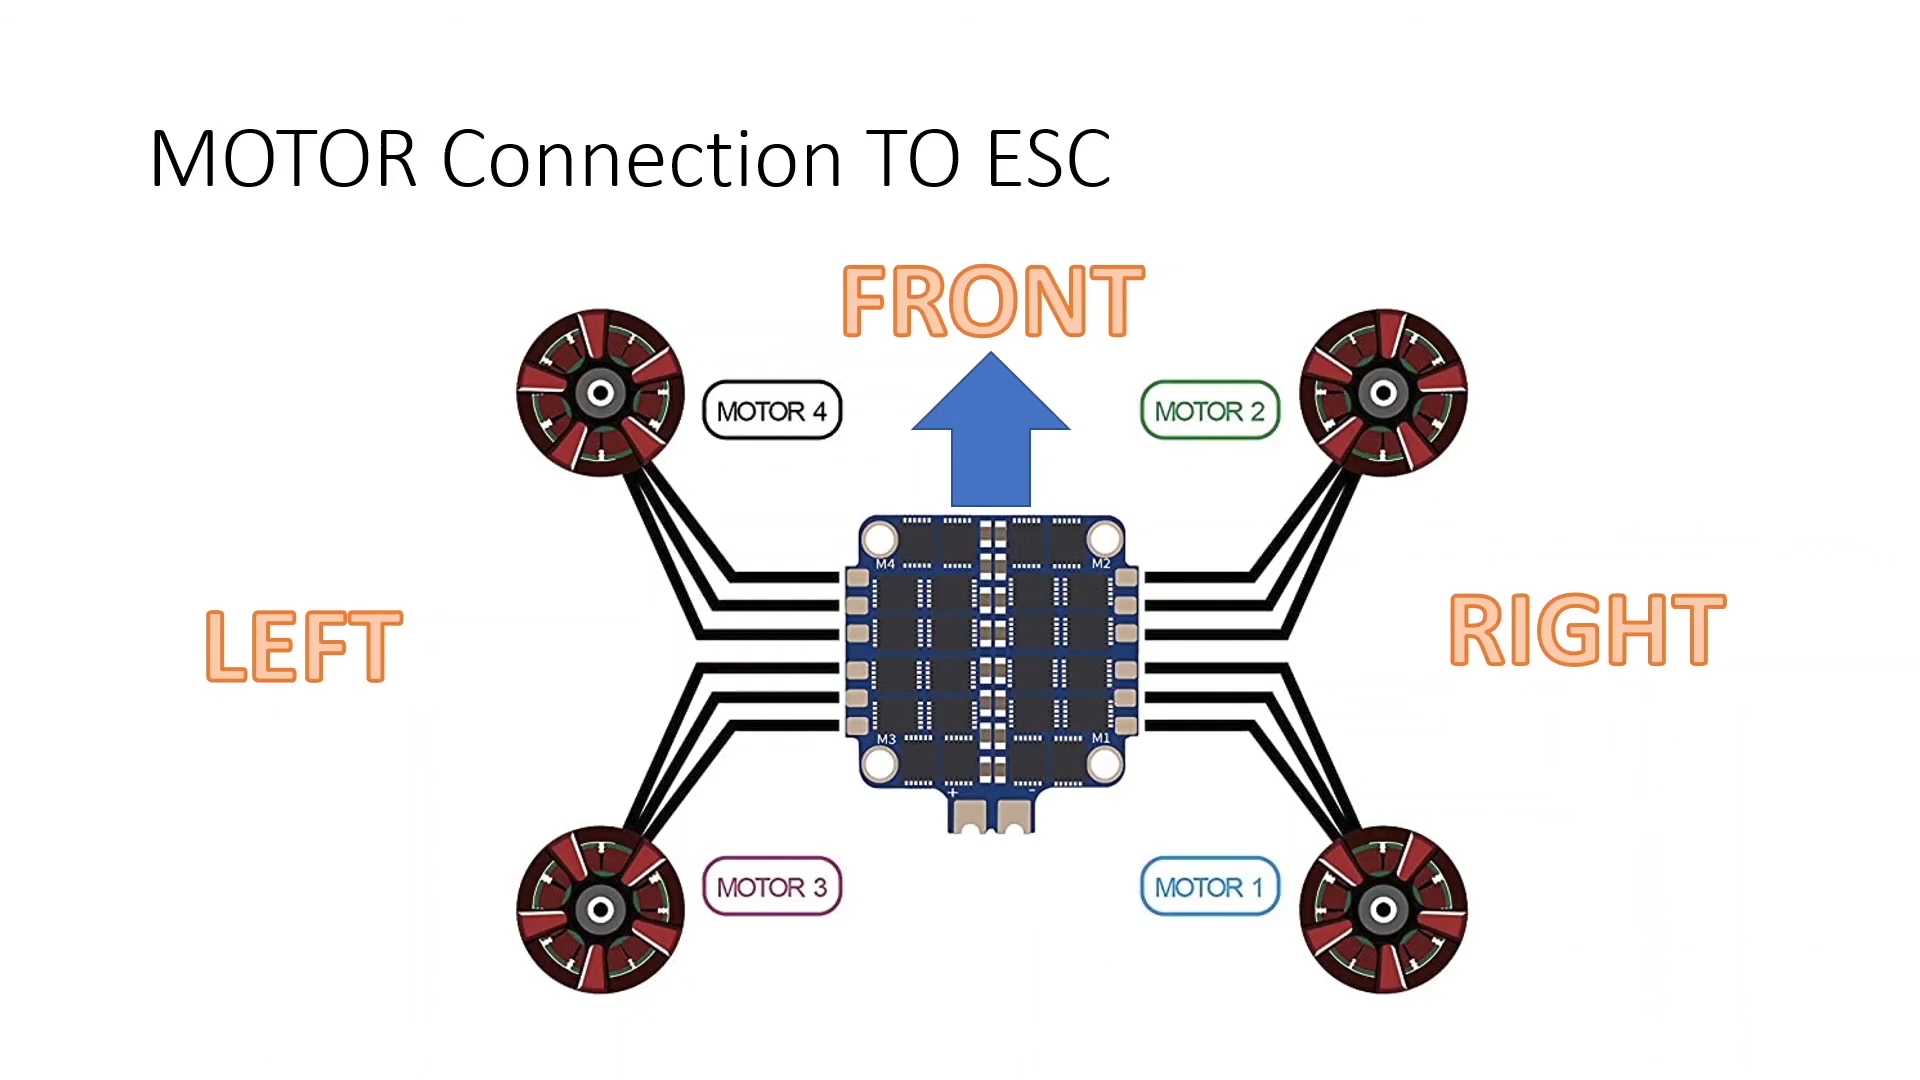 MOTOR Connection TO ESC
FRONT
MOTOR 4
MOTOR 2
M4
M2
LEFT
RIGHT
M3
M1
+
-
MOTOR 3
MOTOR 1